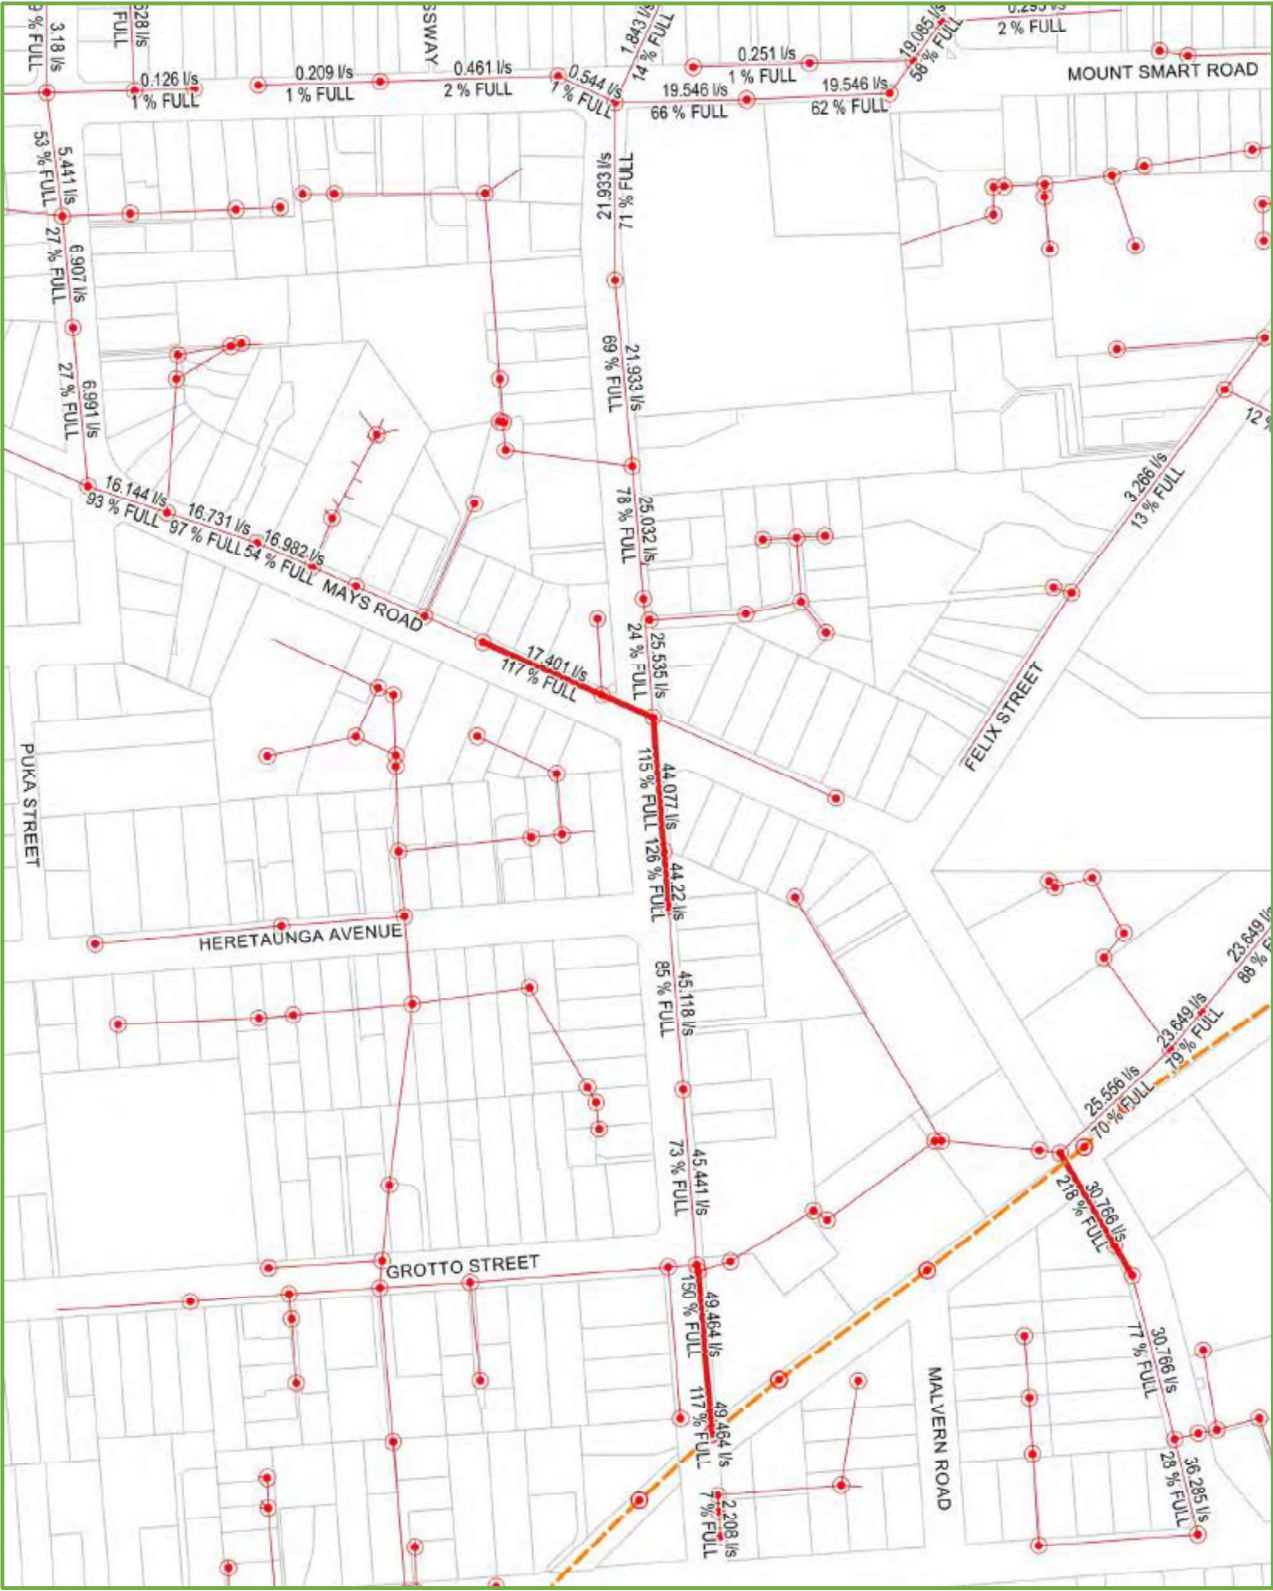 9 % FULL
3.18 l/s
628 l/s
FULL
SSWAY
1.843 l/s
14 % FULL
19.085 l/s
58 % FULL
2 % FULL
MOUNT SMART ROAD
0.126 l/s
1 % FULL
0.209 l/s
1 % FULL
0.461 l/s
2 % FULL
0.544 l/s
1 % FULL
0.251 l/s
1 % FULL
19.546 l/s
66 % FULL
19.546 l/s
62 % FULL
5.441 l/s
53 % FULL
71 % FULL
21.933 l/s
6.907 l/s
27 % FULL
21.933 l/s
69 % FULL
6.991 l/s
27 % FULL
12 %
3.266 l/s
13 % FULL
16.144 l/s
93 % FULL
16.731 l/s
97 % FULL
16.982 l/s
54 % FULL
MAYS ROAD
25.032 l/s
78 % FULL
25.535 l/s
24 % FULL
17.401 l/s
117 % FULL
FELIX STREET
PUKA STREET
44.077 l/s
115 % FULL
44.22 l/s
126 % FULL
HERETAUNGA AVENUE
45.118 l/s
85 % FULL
23.649 l/s
88 % F
23.649 l/s
79 % FULL
25.556 l/s
70 % FULL
45.441 l/s
73 % FULL
30.766 l/s
218 % FULL
GROTTO STREET
49.464 l/s
150 % FULL
30.766 l/s
77 % FULL
49.464 l/s
117 % FULL
MALVERN ROAD
36.285 l/s
28 % FULL
2.208 l/s
7 % FULL